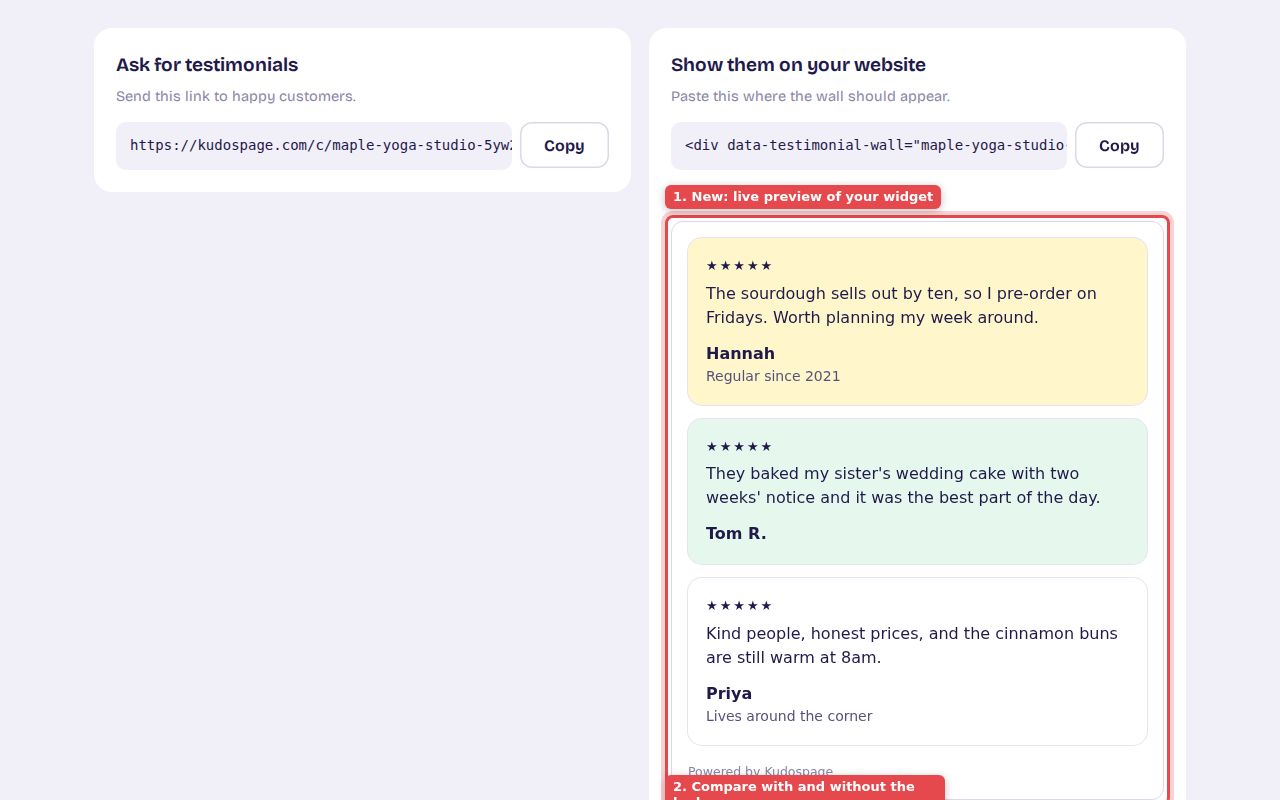 Ask for testimonials
Send this link to happy customers.
https://kudospage.com/c/maple-yoga-studio-5yw
Copy
Show them on your website
Paste this where the wall should appear.
<div data-testimonial-wall="maple-yoga-studio
Copy
1. New: live preview of your widget
★★★★★
The sourdough sells out by ten, so I pre-order on
Fridays. Worth planning my week around.
Hannah
Regular since 2021
★★★★★
They baked my sister's wedding cake with two
weeks' notice and it was the best part of the day.
Tom R.
★★★★★
Kind people, honest prices, and the cinnamon buns
are still warm at 8am.
Priya
Lives around the corner
Powered by Kudospage
2. Compare with and without the